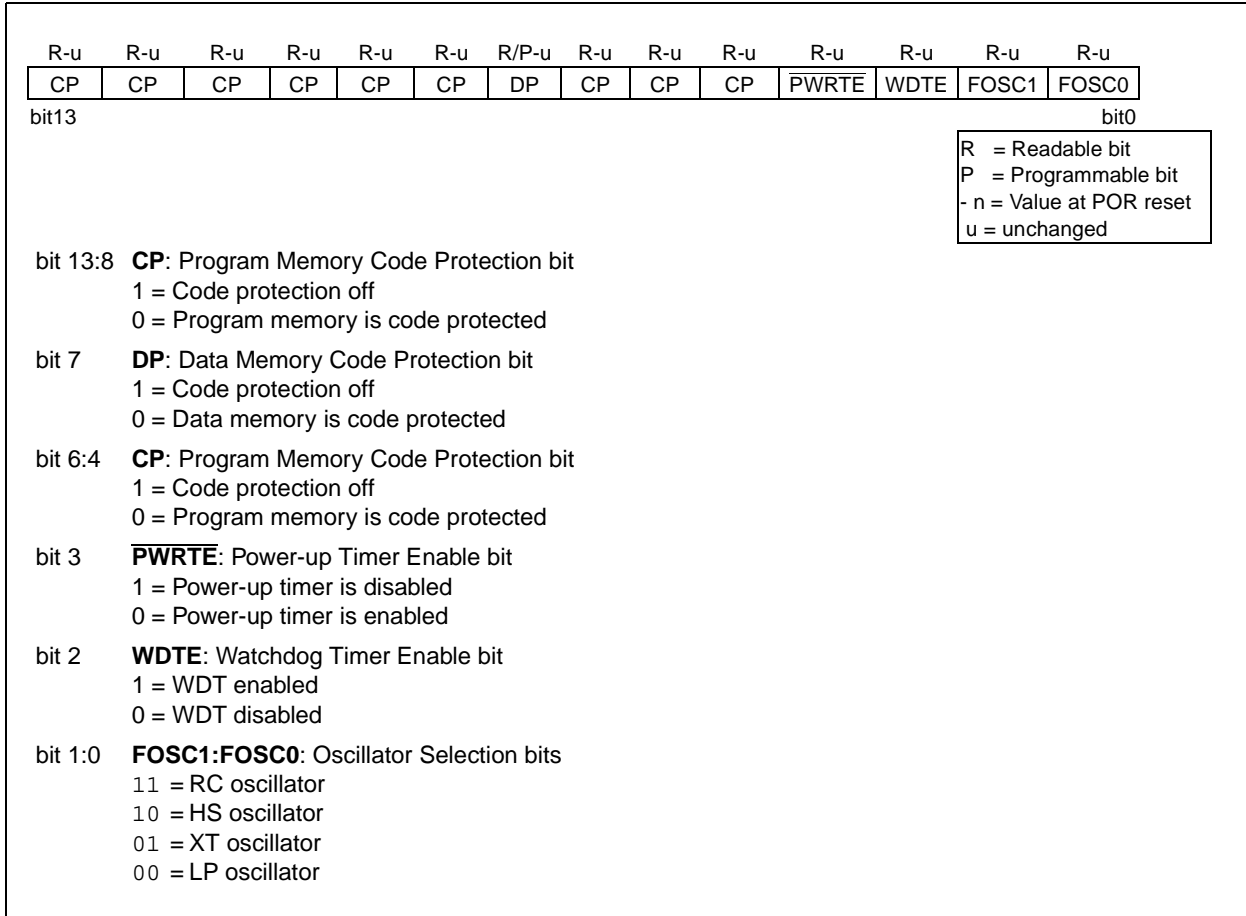 R-u R-u R-u R-u R-u R-u R/P-u R-u R-u R-u R-u R-u R-u R-u
CP CP CP CP CP CP DP CP CP CP PWRTE WDTE FOSC1 FOSC0
bit13 bit0
R = Readable bit
P = Programmable bit
- n = Value at POR reset
u = unchanged
bit 13:8 CP: Program Memory Code Protection bit
1 = Code protection off
0 = Program memory is code protected
bit 7 DP: Data Memory Code Protection bit
1 = Code protection off
0 = Data memory is code protected
bit 6:4 CP: Program Memory Code Protection bit
1 = Code protection off
0 = Program memory is code protected
bit 3 PWRTE: Power-up Timer Enable bit
1 = Power-up timer is disabled
0 = Power-up timer is enabled
bit 2 WDTE: Watchdog Timer Enable bit
1 = WDT enabled
0 = WDT disabled
bit 1:0 FOSC1:FOSC0: Oscillator Selection bits
11 = RC oscillator
10 = HS oscillator
01 = XT oscillator
00 = LP oscillator